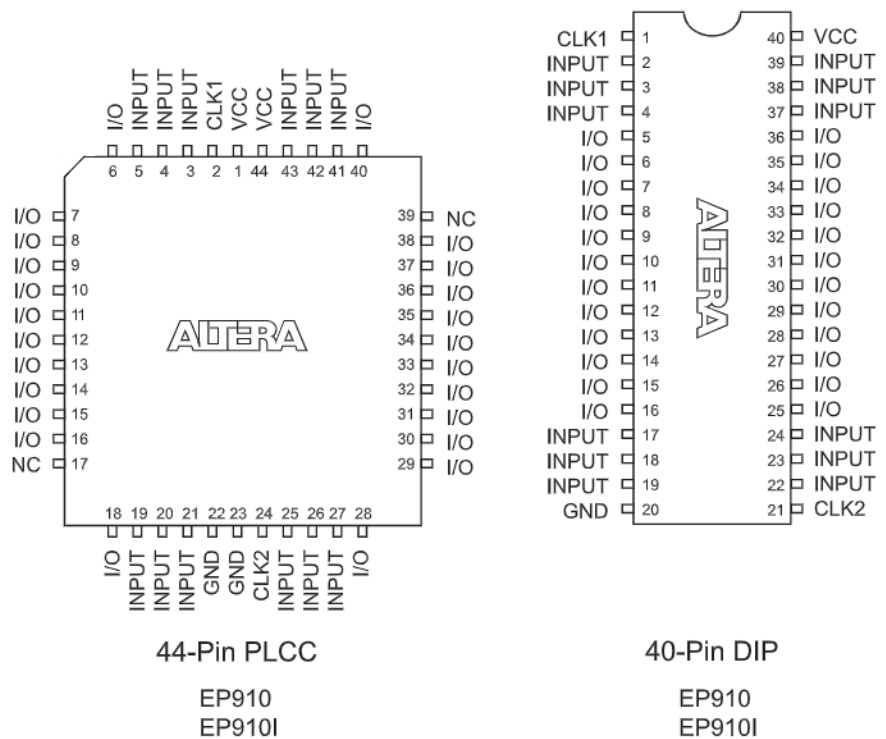 I/O INPUT INPUT INPUT CLK1 VCC VCC INPUT INPUT INPUT I/O
6 5 4 3 2 1 44 43 42 41 40
I/O 7 39 NC
I/O 8 38 I/O
I/O 9 37 I/O
I/O 10 36 I/O
I/O 11 35 I/O
I/O 12 34 I/O
I/O 13 33 I/O
I/O 14 32 I/O
I/O 15 31 I/O
I/O 16 30 I/O
NC 17 29 I/O
ALTERA
18 19 20 21 22 23 24 25 26 27 28
I/O INPUT INPUT INPUT GND GND CLK2 INPUT INPUT INPUT I/O
44-Pin PLCC
EP910
EP910I
CLK1 1 40 VCC
INPUT 2 39 INPUT
INPUT 3 38 INPUT
INPUT 4 37 INPUT
I/O 5 36 I/O
I/O 6 35 I/O
I/O 7 34 I/O
I/O 8 33 I/O
I/O 9 32 I/O
I/O 10 31 I/O
I/O 11 30 I/O
I/O 12 29 I/O
I/O 13 28 I/O
I/O 14 27 I/O
I/O 15 26 I/O
I/O 16 25 I/O
INPUT 17 24 INPUT
INPUT 18 23 INPUT
INPUT 19 22 INPUT
GND 20 21 CLK2
ALTERA
40-Pin DIP
EP910
EP910I